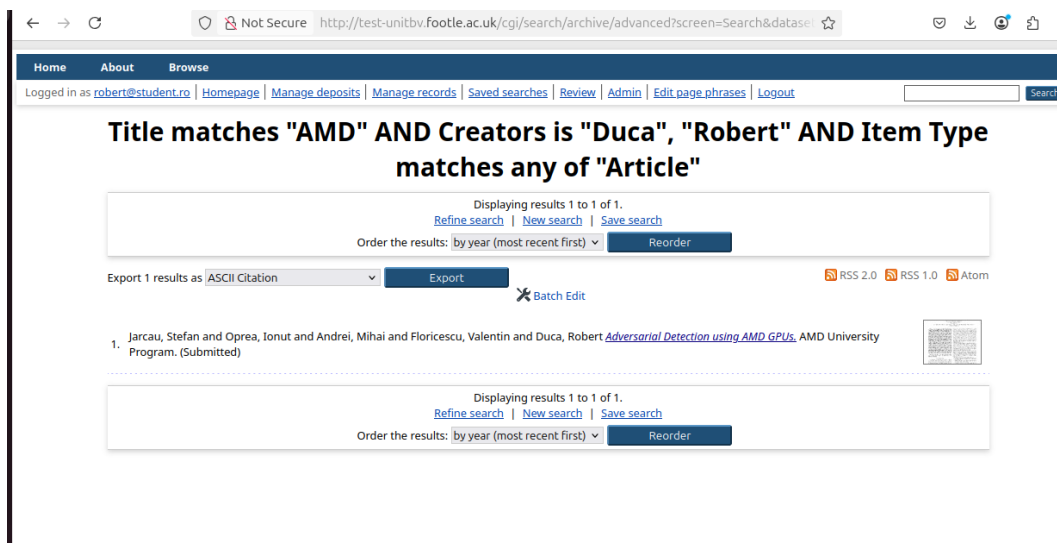 Not Secure http://test-unitbv.footle.ac.uk/cgi/search/archive/advanced?screen=Search&dataset
Home About Browse
Logged in as robert@student.ro | Homepage | Manage deposits | Manage records | Saved searches | Review | Admin | Edit page phrases | Logout Search
Title matches "AMD" AND Creators is "Duca", "Robert" AND Item Type
matches any of "Article"
Displaying results 1 to 1 of 1.
Refine search | New search | Save search
Order the results: by year (most recent first) Reorder
Export 1 results as ASCII Citation Export RSS 2.0 RSS 1.0 Atom
Batch Edit
1. Jarcau, Stefan and Oprea, Ionut and Andrei, Mihai and Floricescu, Valentin and Duca, Robert Adversarial Detection using AMD GPUs. AMD University
Program. (Submitted)
Displaying results 1 to 1 of 1.
Refine search | New search | Save search
Order the results: by year (most recent first) Reorder